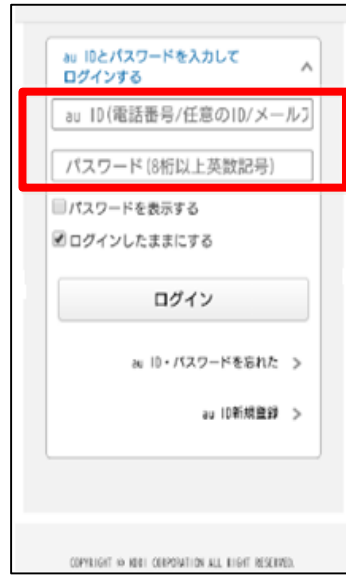 au IDとパスワードを入力して
ログインする
au ID(電話番号/任意のID/メールア
パスワード(8桁以上英数記号)
パスワードを表示する
ログインしたままにする
ログイン
au ID・パスワードを忘れた >
au ID新規登録 >
COPYRIGHT © KDDI CORPORATION ALL RIGHT RESERVED.